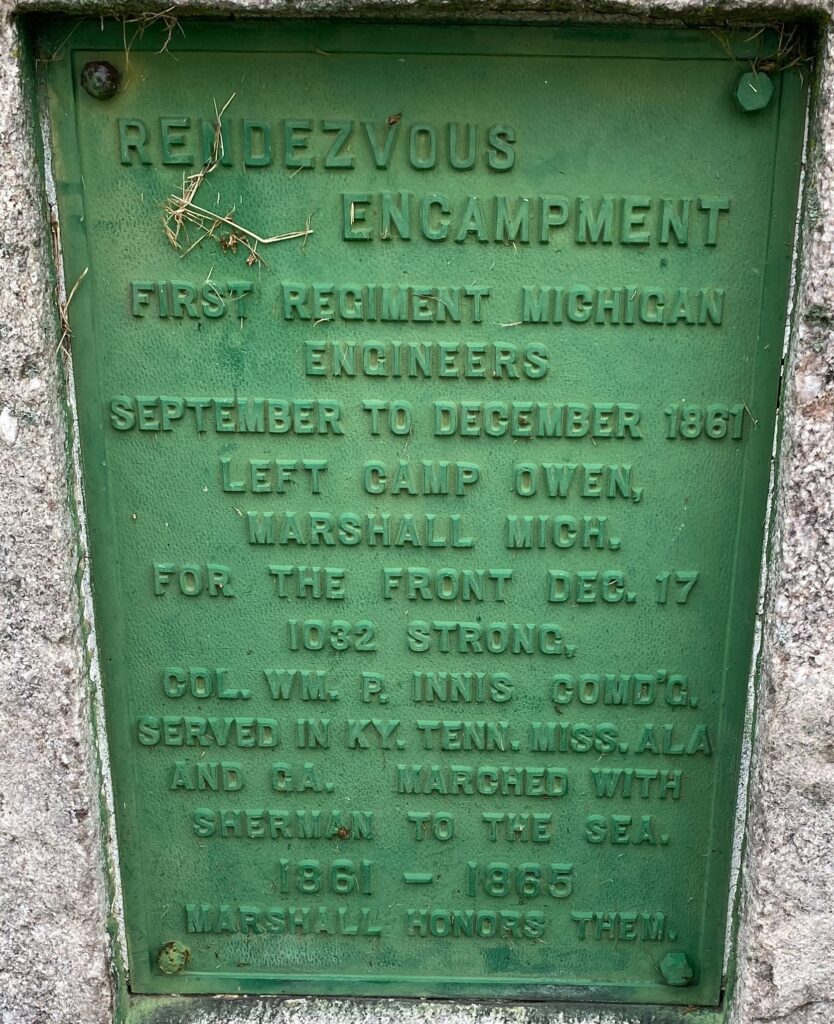 RENDEZVOUS
ENCAMPMENT
FIRST REGIMENT MICHIGAN
ENGINEERS
SEPTEMBER TO DECEMBER 1861
LEFT CAMP OWEN,
MARSHALL MICH.
FOR THE FRONT DEC. 17
1032 STRONG,
COL. WM. P. INNIS COMD'G.
SERVED IN KY. TENN. MISS. ALA
AND GA. MARCHED WITH
SHERMAN TO THE SEA.
1861 - 1865
MARSHALL HONORS THEM.